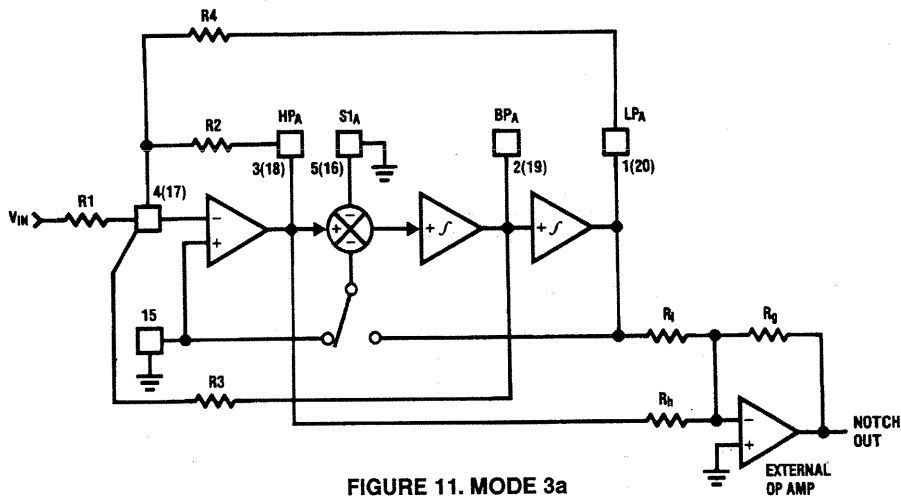 R4
R2
HPA
S1A
BPA
LPA
3(18)
5(16)
2(19)
1(20)
R1
4(17)
VIN
−
+
+
−
−
+ ∫
+ ∫
15
R3
Rl
Rg
Rh
−
+
NOTCH
OUT
EXTERNAL
OP AMP
FIGURE 11. MODE 3a